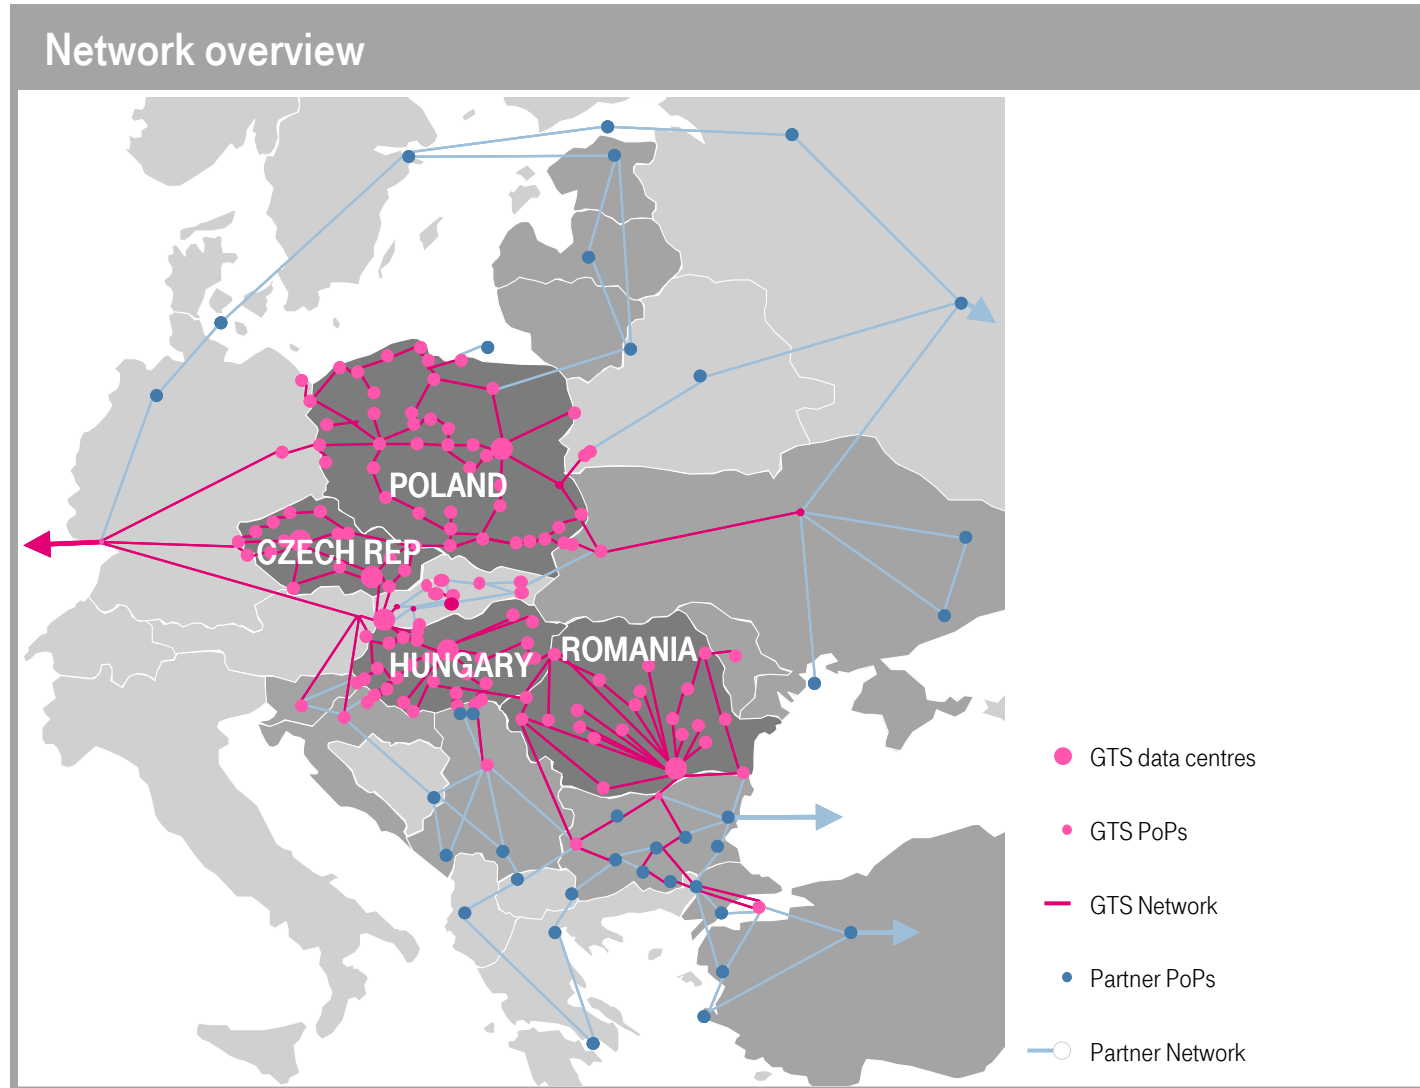 Network overview
POLAND
CZECH REP
HUNGARY
ROMANIA
GTS data centres
GTS PoPs
GTS Network
Partner PoPs
Partner Network